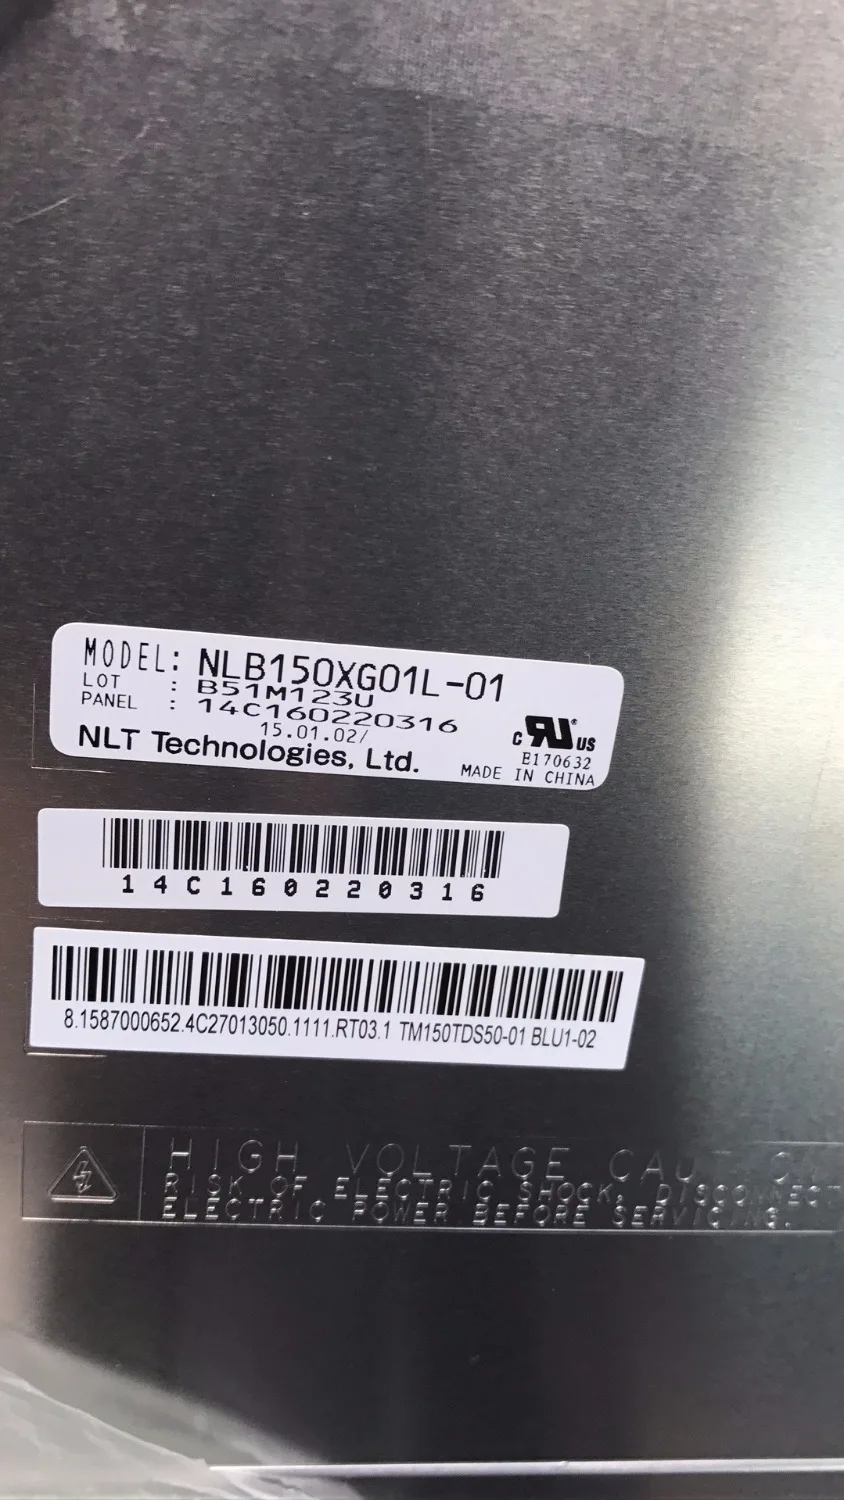 MODEL: NLB150XG01L-01
LOT : B51M123U
PANEL : 14C160220316
15.01.02/
NLT Technologies, Ltd.
c RU® US
E170632
MADE IN CHINA
14C160220316
8.1587000652.4C27013050.1111.RT03.1 TM150TDS50-01 BLU1-02
HIGH VOLTAGE
RISK OF ELECTRIC SHOCK, DISCONNECT
ELECTRIC POWER BEFORE SERVICING.